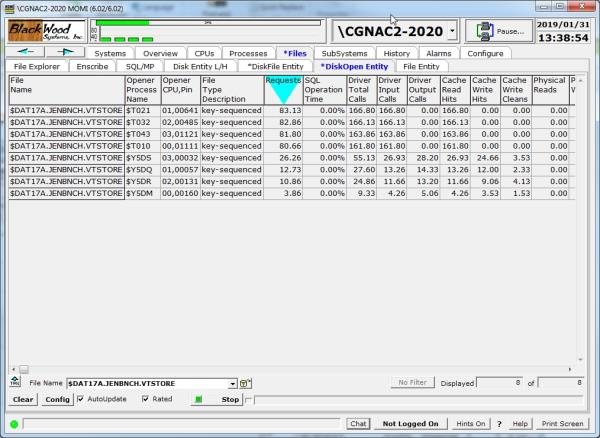 \CGNAC2-2020 MOMI (6.02/6.02)
BlackWood
Systems, Inc.
80
40
\CGNAC2-2020
Pause...
2019/01/31
13:38:54
Systems Overview CPUs Processes *Files SubSystems History Alarms Configure
File Explorer Enscribe SQL/MP Disk Entity L/H *DiskFile Entity *DiskOpen Entity File Entity
File Name Opener Process Name Opener CPU,Pin File Type Description Requests SQL Operation Time Driver Total Calls Driver Input Calls Driver Output Calls Cache Read Hits Cache Write Hits Cache Write Cleans Physical Reads P W
$DAT17A.JENBNCH.VTSTORE $T021 01,00641 key-sequenced 83.13 0.00% 166.80 166.80 0.00 166.80 0.00 0.00 0.00
$DAT17A.JENBNCH.VTSTORE $T032 02,00485 key-sequenced 82.86 0.00% 166.13 166.13 0.00 166.13 0.00 0.00 0.00
$DAT17A.JENBNCH.VTSTORE $T043 03,01121 key-sequenced 81.80 0.00% 163.86 163.86 0.00 163.86 0.00 0.00 0.00
$DAT17A.JENBNCH.VTSTORE $T010 00,01111 key-sequenced 80.66 0.00% 161.80 161.80 0.00 161.80 0.00 0.00 0.00
$DAT17A.JENBNCH.VTSTORE $Y5DS 03,00032 key-sequenced 26.26 0.00% 55.13 26.93 28.20 26.93 24.66 3.53 0.00
$DAT17A.JENBNCH.VTSTORE $Y5DQ 01,00057 key-sequenced 12.73 0.00% 27.60 13.26 14.33 13.26 12.00 2.33 0.00
$DAT17A.JENBNCH.VTSTORE $Y5DR 02,00131 key-sequenced 10.86 0.00% 24.86 11.66 13.20 11.66 9.06 4.13 0.00
$DAT17A.JENBNCH.VTSTORE $Y5DM 00,00160 key-sequenced 3.86 0.00% 9.33 4.26 5.06 4.26 3.53 1.53 0.00
File Name $DAT17A.JENBNCH.VTSTORE No Filter Displayed 8 of 8
Clear Config AutoUpdate Rated Stop
Chat Not Logged On Hints On ? Help Print Screen